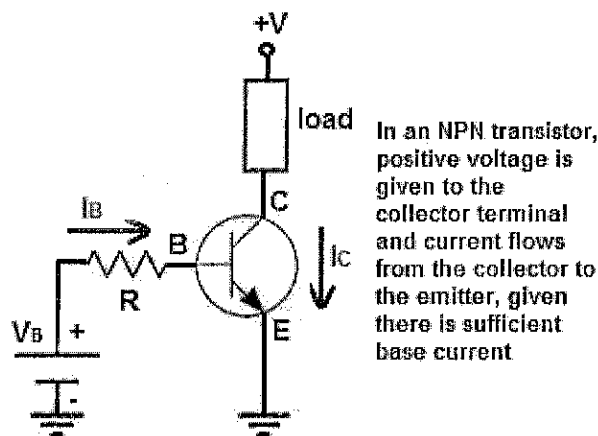 +V
load
In an NPN transistor,
positive voltage is
given to the
collector terminal
and current flows
from the collector to
the emitter, given
there is sufficient
base current
C
IB
B
IC
R
E
VB
+
-